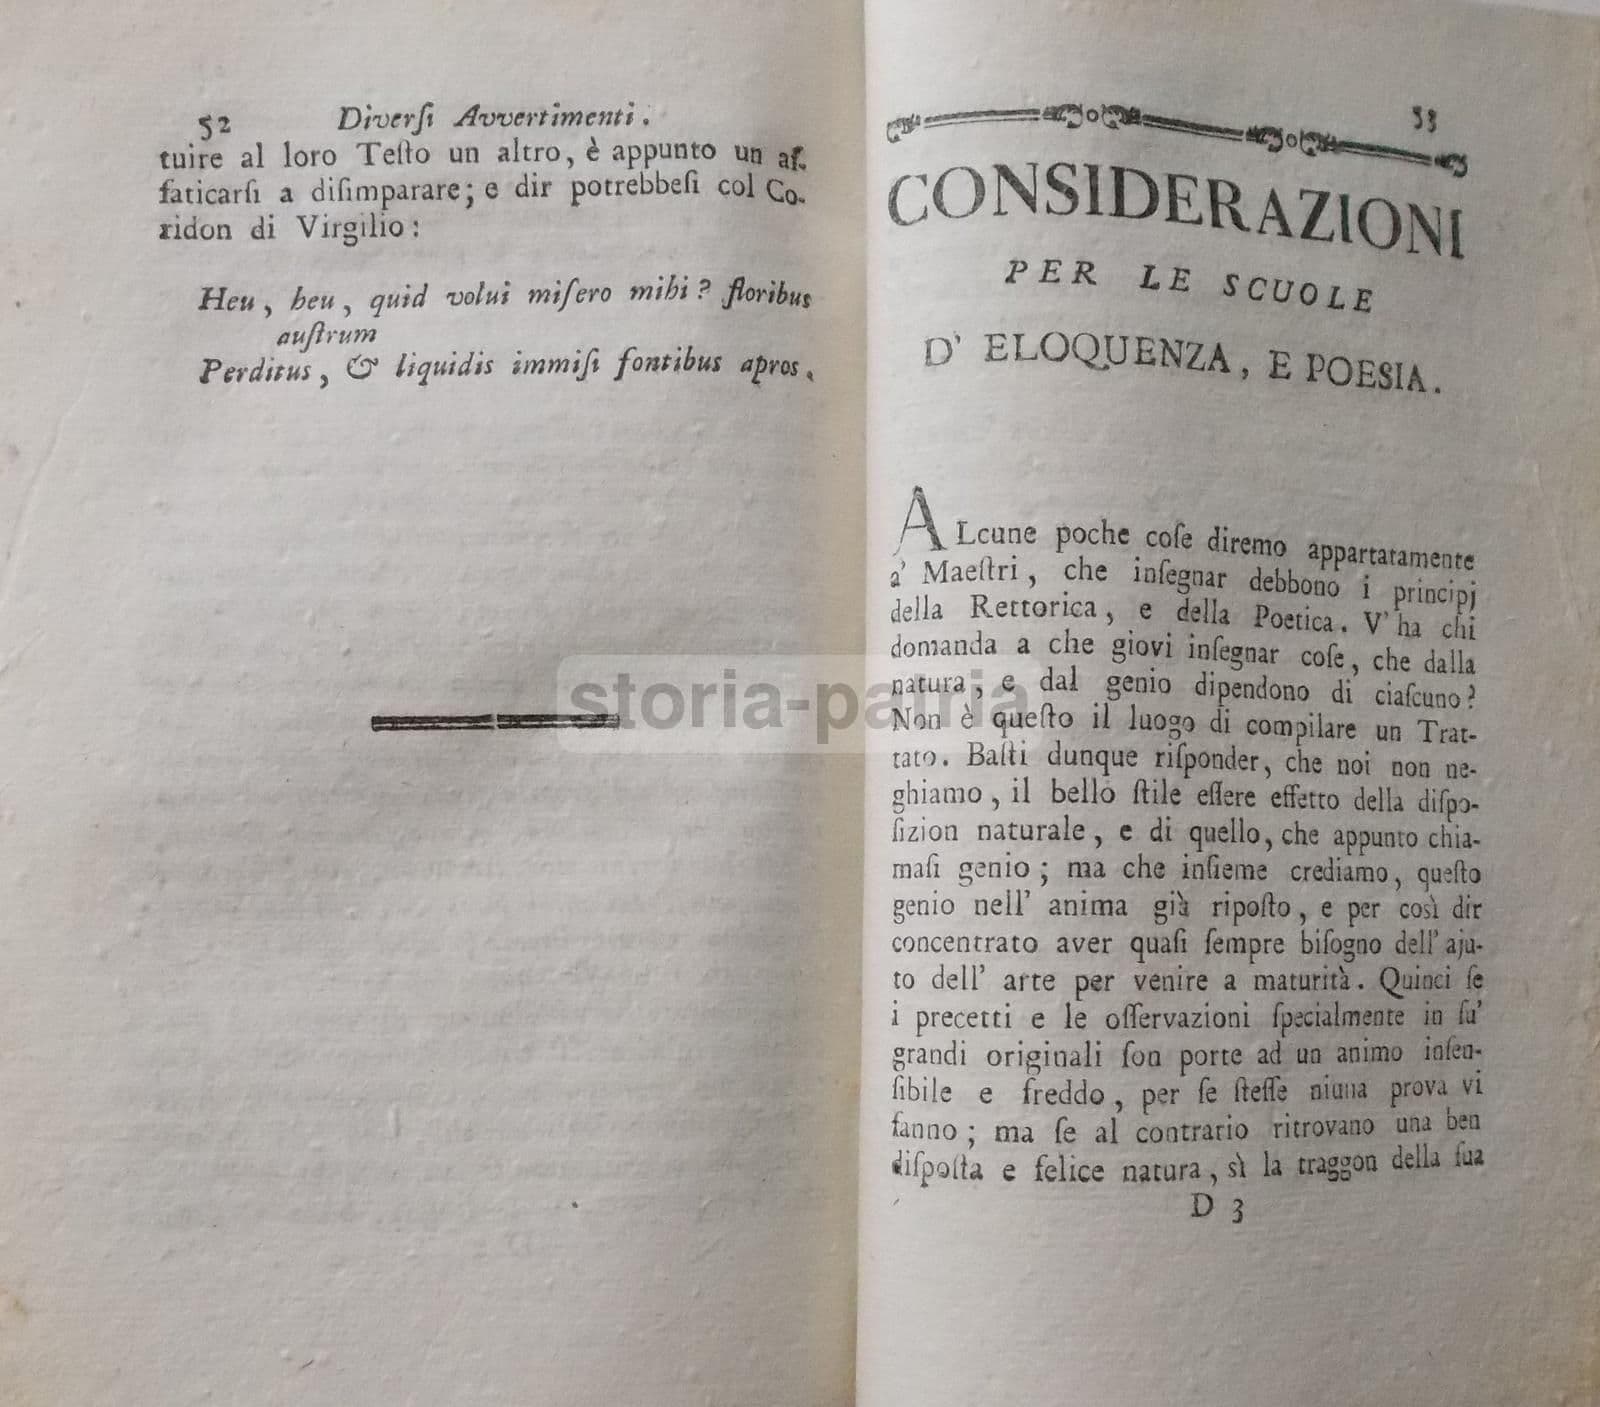 52 Diverſi Avvertimenti.
tuire al loro Teſto un altro, è appunto un aſ-
faticarſi a diſimparare; e dir potrebbeſi col Co-
ridon di Virgilio:
Heu, heu, quid volui miſero mihi? floribus
auſtrum
Perditus, & liquidis immiſi fontibus apros.
53
CONSIDERAZIONI
PER LE SCUOLE
D' ELOQUENZA, E POESIA.
ALcune poche coſe diremo appartatamente
a' Maeſtri, che inſegnar debbono i principj
della Rettorica, e della Poetica. V' ha chi
domanda a che giovi inſegnar coſe, che dalla
natura, e dal genio dipendono di ciaſcuno?
Non è queſto il luogo di compilare un Trat-
tato. Baſti dunque riſponder, che noi non ne-
ghiamo, il bello ſtile eſſere effetto della diſpo-
ſizion naturale, e di quello, che appunto chia-
maſi genio; ma che inſieme crediamo, queſto
genio nell' anima già ripoſto, e per così dir
concentrato aver quaſi ſempre biſogno dell' aju-
to dell' arte per venire a maturità. Quinci ſe
i precetti e le oſſervazioni ſpecialmente in ſu'
grandi originali ſon porte ad un animo inſen-
ſibile e freddo, per ſe ſteſſe niuna prova vi
fanno; ma ſe al contrario ritrovano una ben
diſpoſta e felice natura, sì la traggon della ſua
D 3
storia-patria